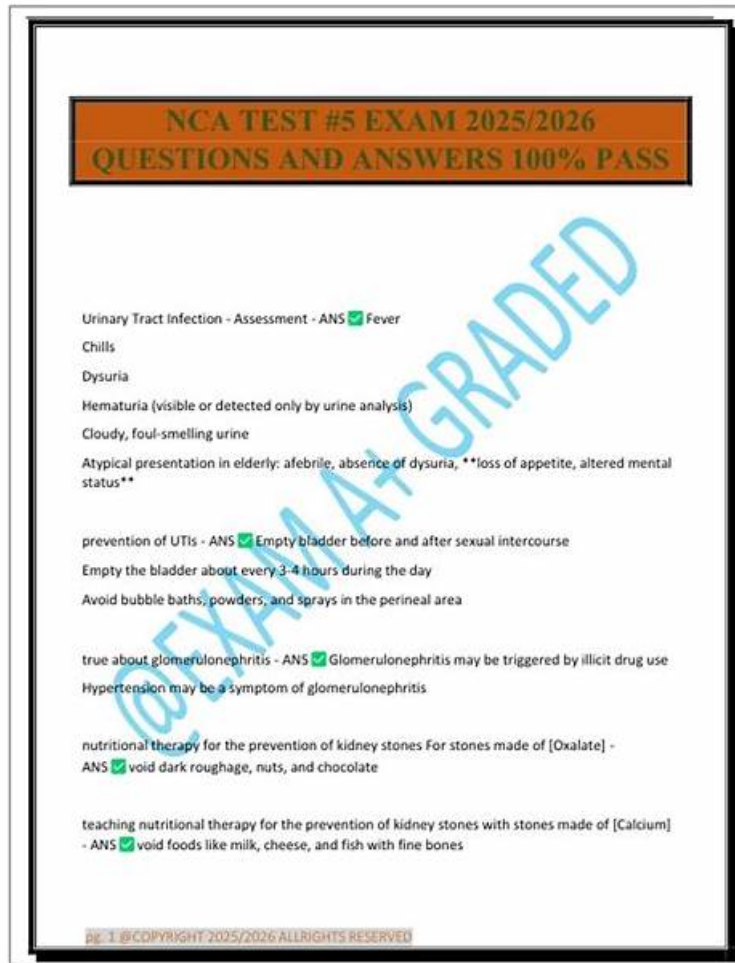 NCA TEST #5 EXAM 2025/2026
QUESTIONS AND ANSWERS 100% PASS
Urinary Tract Infection - Assessment - ANS ✅ Fever
Chills
Dysuria
Hematuria (visible or detected only by urine analysis)
Cloudy, foul-smelling urine
Atypical presentation in elderly: afebrile, absence of dysuria, **loss of appetite, altered mental
status**
prevention of UTIs - ANS ✅ Empty bladder before and after sexual intercourse
Empty the bladder about every 3-4 hours during the day
Avoid bubble baths, powders, and sprays in the perineal area
true about glomerulonephritis - ANS ✅ Glomerulonephritis may be triggered by illicit drug use
Hypertension may be a symptom of glomerulonephritis
nutritional therapy for the prevention of kidney stones For stones made of [Oxalate] -
ANS ✅ void dark roughage, nuts, and chocolate
teaching nutritional therapy for the prevention of kidney stones with stones made of [Calcium]
- ANS ✅ void foods like milk, cheese, and fish with fine bones
pg. 1 @COPYRIGHT 2025/2026 ALLRIGHTS RESERVED
@EXAM A+ GRADED